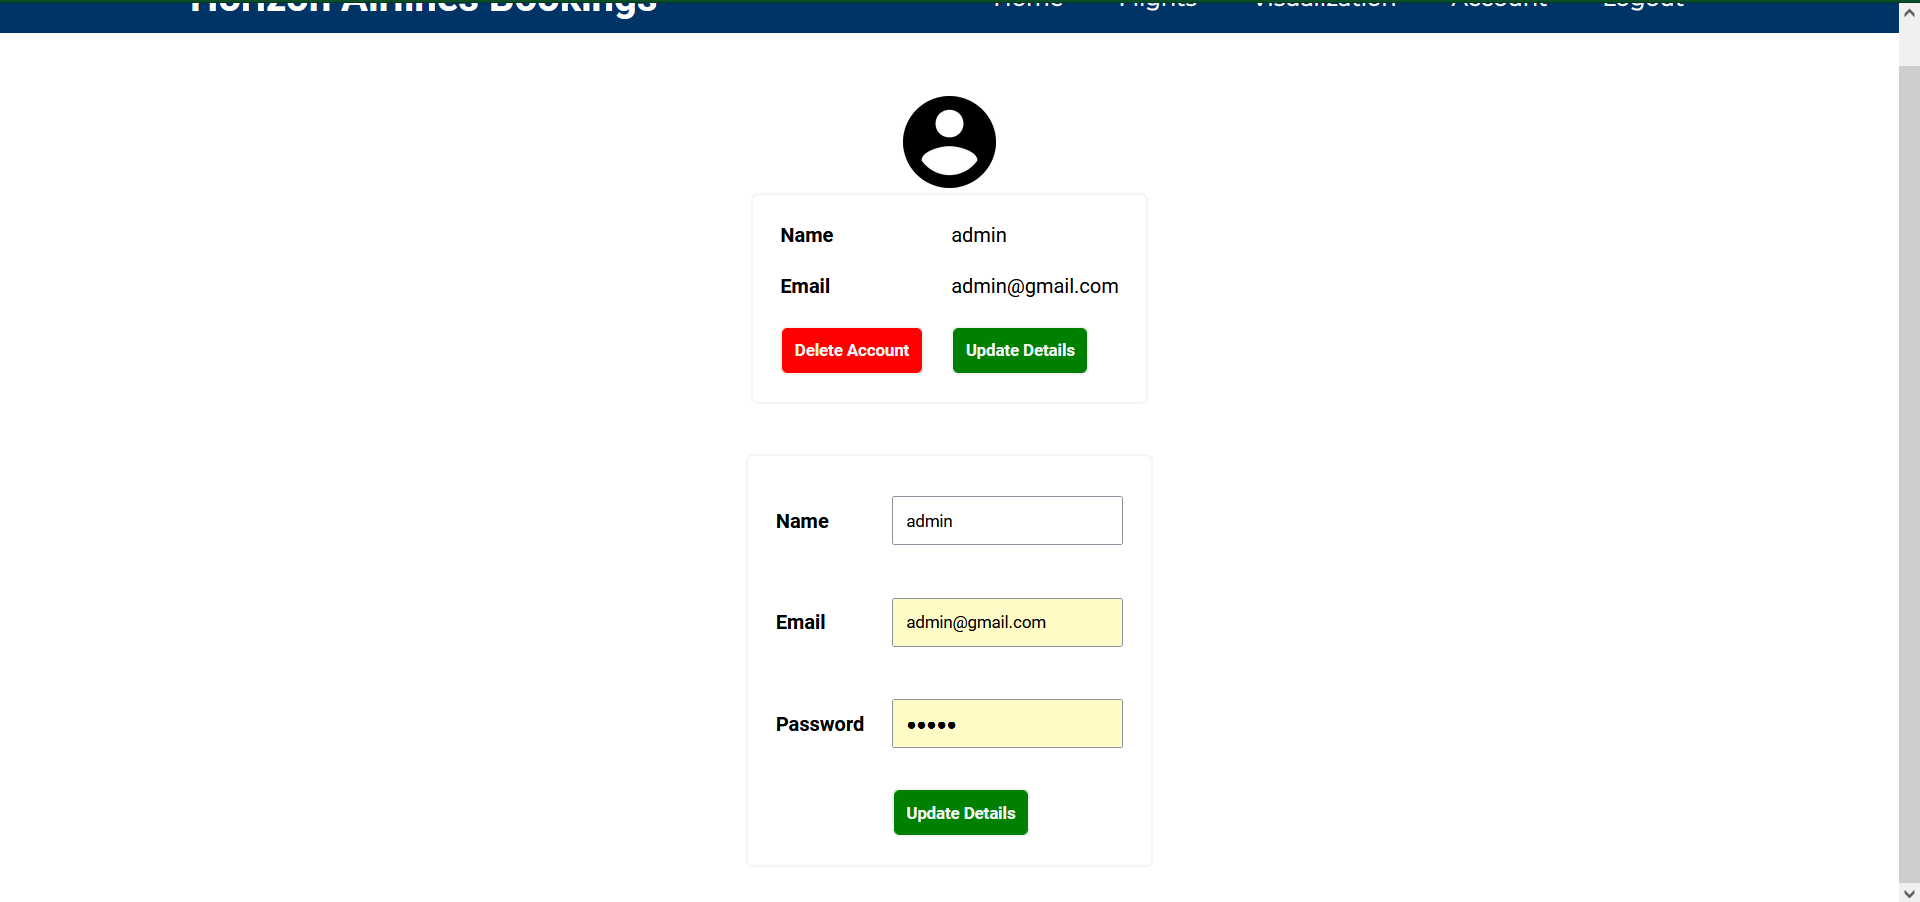 Horizon Airlines Bookings Home Flights Visualization Account Logout
Name admin
Email admin@gmail.com
Delete Account Update Details
Name admin
Email admin@gmail.com
Password •••••
Update Details